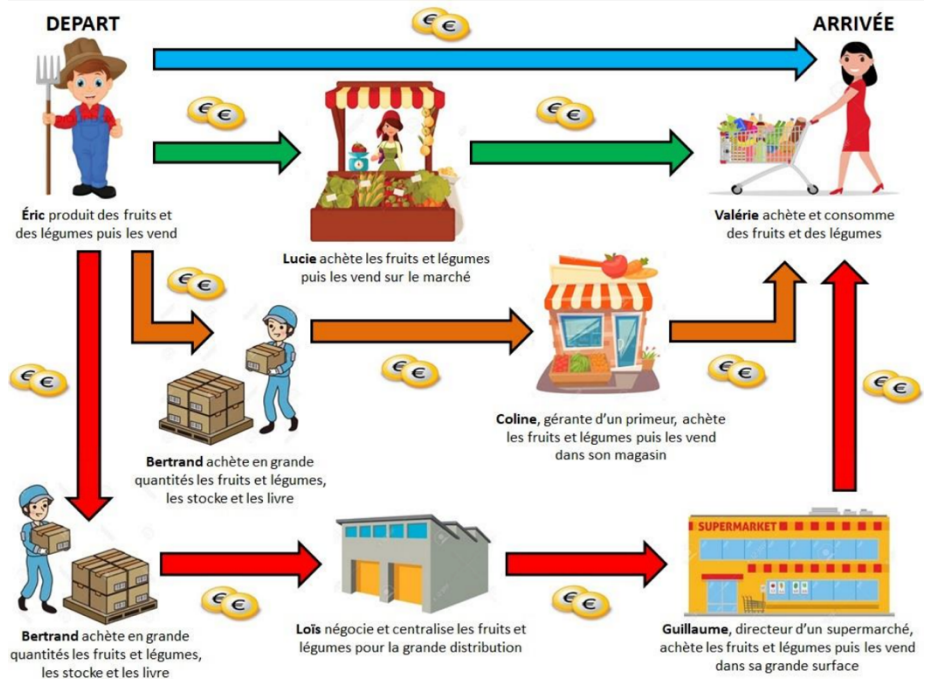 DEPART
ARRIVÉE
Éric produit des fruits et
des légumes puis les vend
Lucie achète les fruits et légumes
puis les vend sur le marché
Valérie achète et consomme
des fruits et des légumes
Bertrand achète en grande
quantités les fruits et légumes,
les stocke et les livre
Coline, gérante d'un primeur, achète
les fruits et légumes puis les vend
dans son magasin
Bertrand achète en grande
quantités les fruits et légumes,
les stocke et les livre
Loïs négocie et centralise les fruits et
légumes pour la grande distribution
SUPERMARKET
Guillaume, directeur d'un supermarché,
achète les fruits et légumes puis les vend
dans sa grande surface